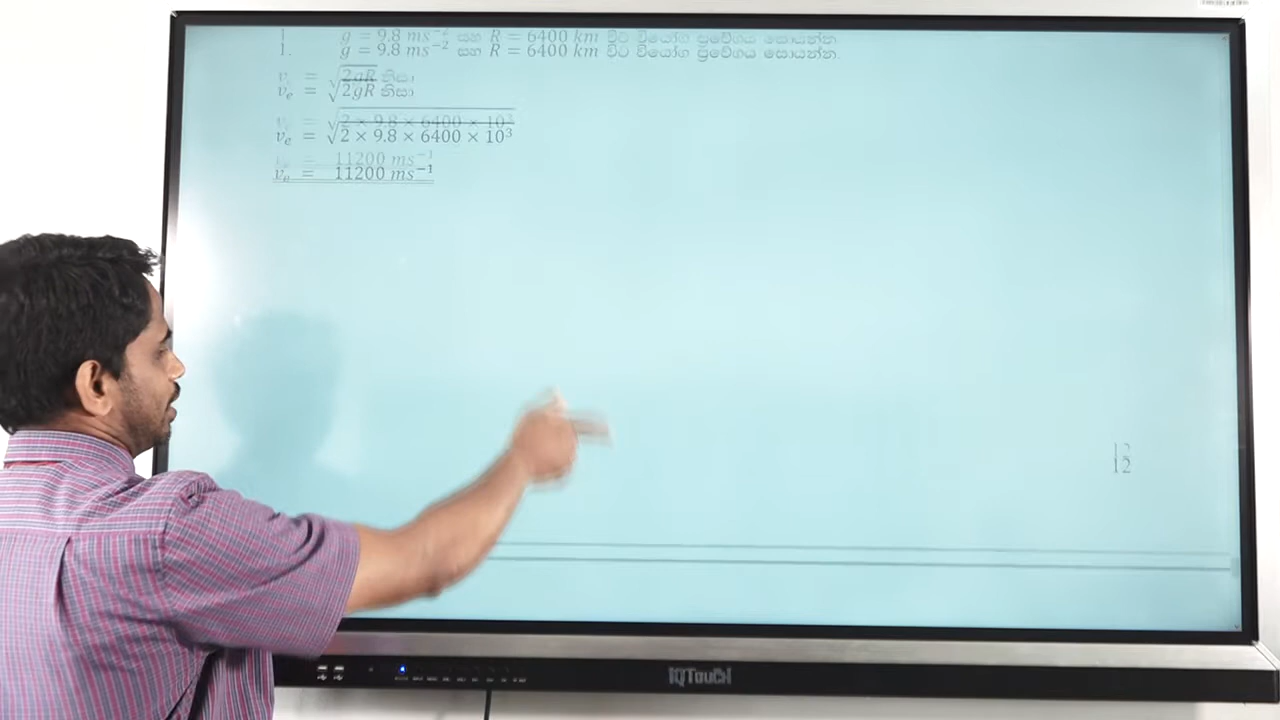 1. g = 9.8 ms⁻² සහ R = 6400 km විට වියෝග ප්‍රවේගය සොයන්න.
vₑ = √2gR නිසා
vₑ = √2 × 9.8 × 6400 × 10³
vₑ = 11200 ms⁻¹
12
IQTouch